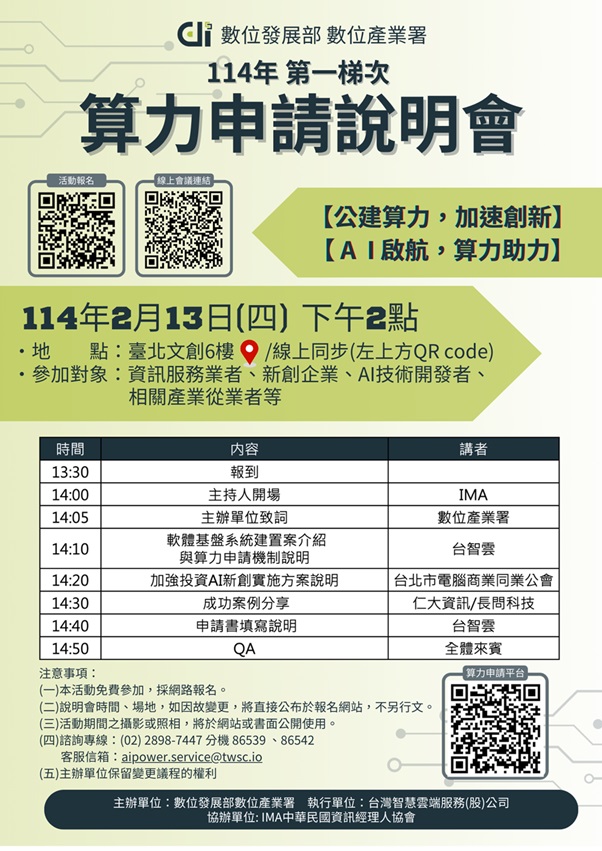 di 數位發展部 數位產業署
114年 第一梯次
算力申請說明會
活動報名
線上會議連結
【公建算力，加速創新】
【ＡＩ啟航，算力助力】
114年2月13日(四) 下午2點
・地　　點：臺北文創6樓 /線上同步(左上方QR code)
・參加對象：資訊服務業者、新創企業、AI技術開發者、
相關產業從業者等
時間 內容 講者
13:30 報到
14:00 主持人開場 IMA
14:05 主辦單位致詞 數位產業署
14:10 軟體基盤系統建置案介紹
與算力申請機制說明 台智雲
14:20 加強投資AI新創實施方案說明 台北市電腦商業同業公會
14:30 成功案例分享 仁大資訊/長問科技
14:40 申請書填寫說明 台智雲
14:50 QA 全體來賓
注意事項：
(一)本活動免費參加，採網路報名。
(二)說明會時間、場地，如因故變更，將直接公布於報名網站，不另行文。
(三)活動期間之攝影或照相，將於網站或書面公開使用。
(四)諮詢專線：(02) 2898-7447 分機 86539 、86542
客服信箱：aipower.service@twsc.io
(五)主辦單位保留變更議程的權利
算力申請平台
主辦單位：數位發展部數位產業署　執行單位：台灣智慧雲端服務(股)公司
協辦單位: IMA中華民國資訊經理人協會